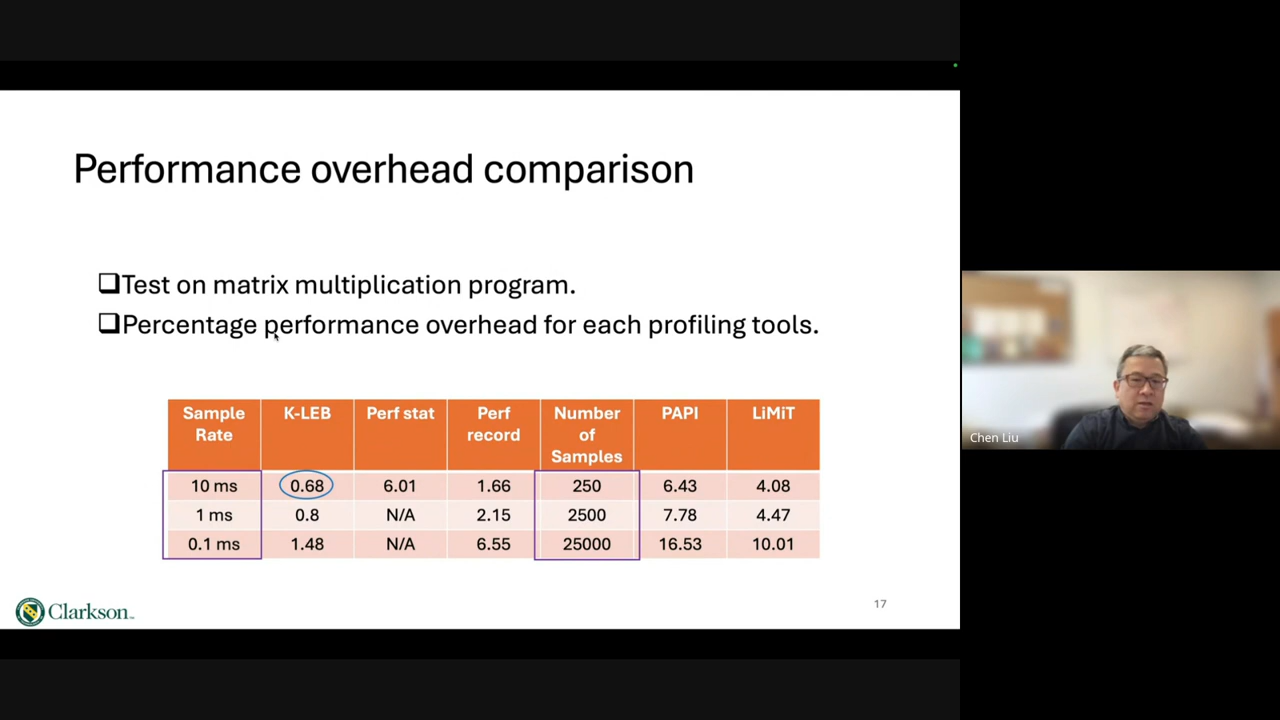 Performance overhead comparison
❑Test on matrix multiplication program.
❑Percentage performance overhead for each profiling tools.
Sample Rate K-LEB Perf stat Perf record Number of Samples PAPI LiMiT
10 ms 0.68 6.01 1.66 250 6.43 4.08
1 ms 0.8 N/A 2.15 2500 7.78 4.47
0.1 ms 1.48 N/A 6.55 25000 16.53 10.01
Clarkson
17
Chen Liu